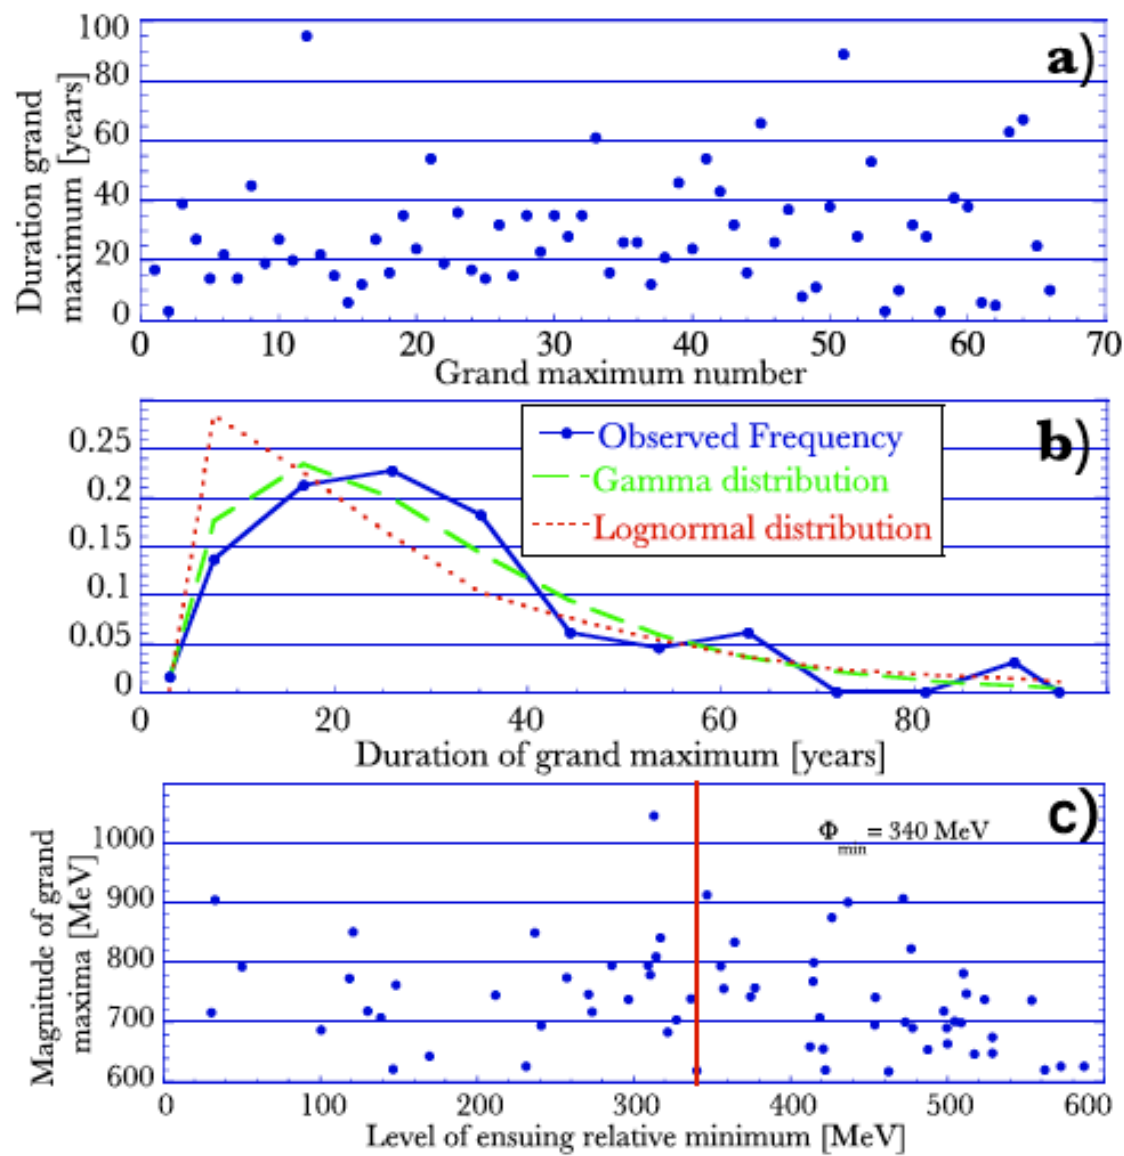 100
80
60
40
20
0
Duration grand
maximum [years]
a)
0 10 20 30 40 50 60 70
Grand maximum number
0.25
0.2
0.15
0.1
0.05
0
b)
Observed Frequency
Gamma distribution
Lognormal distribution
0 20 40 60 80
Duration of grand maximum [years]
1000
900
800
700
600
Magnitude of grand
maxima [MeV]
c)
Φmin = 340 MeV
0 100 200 300 400 500 600
Level of ensuing relative minimum [MeV]